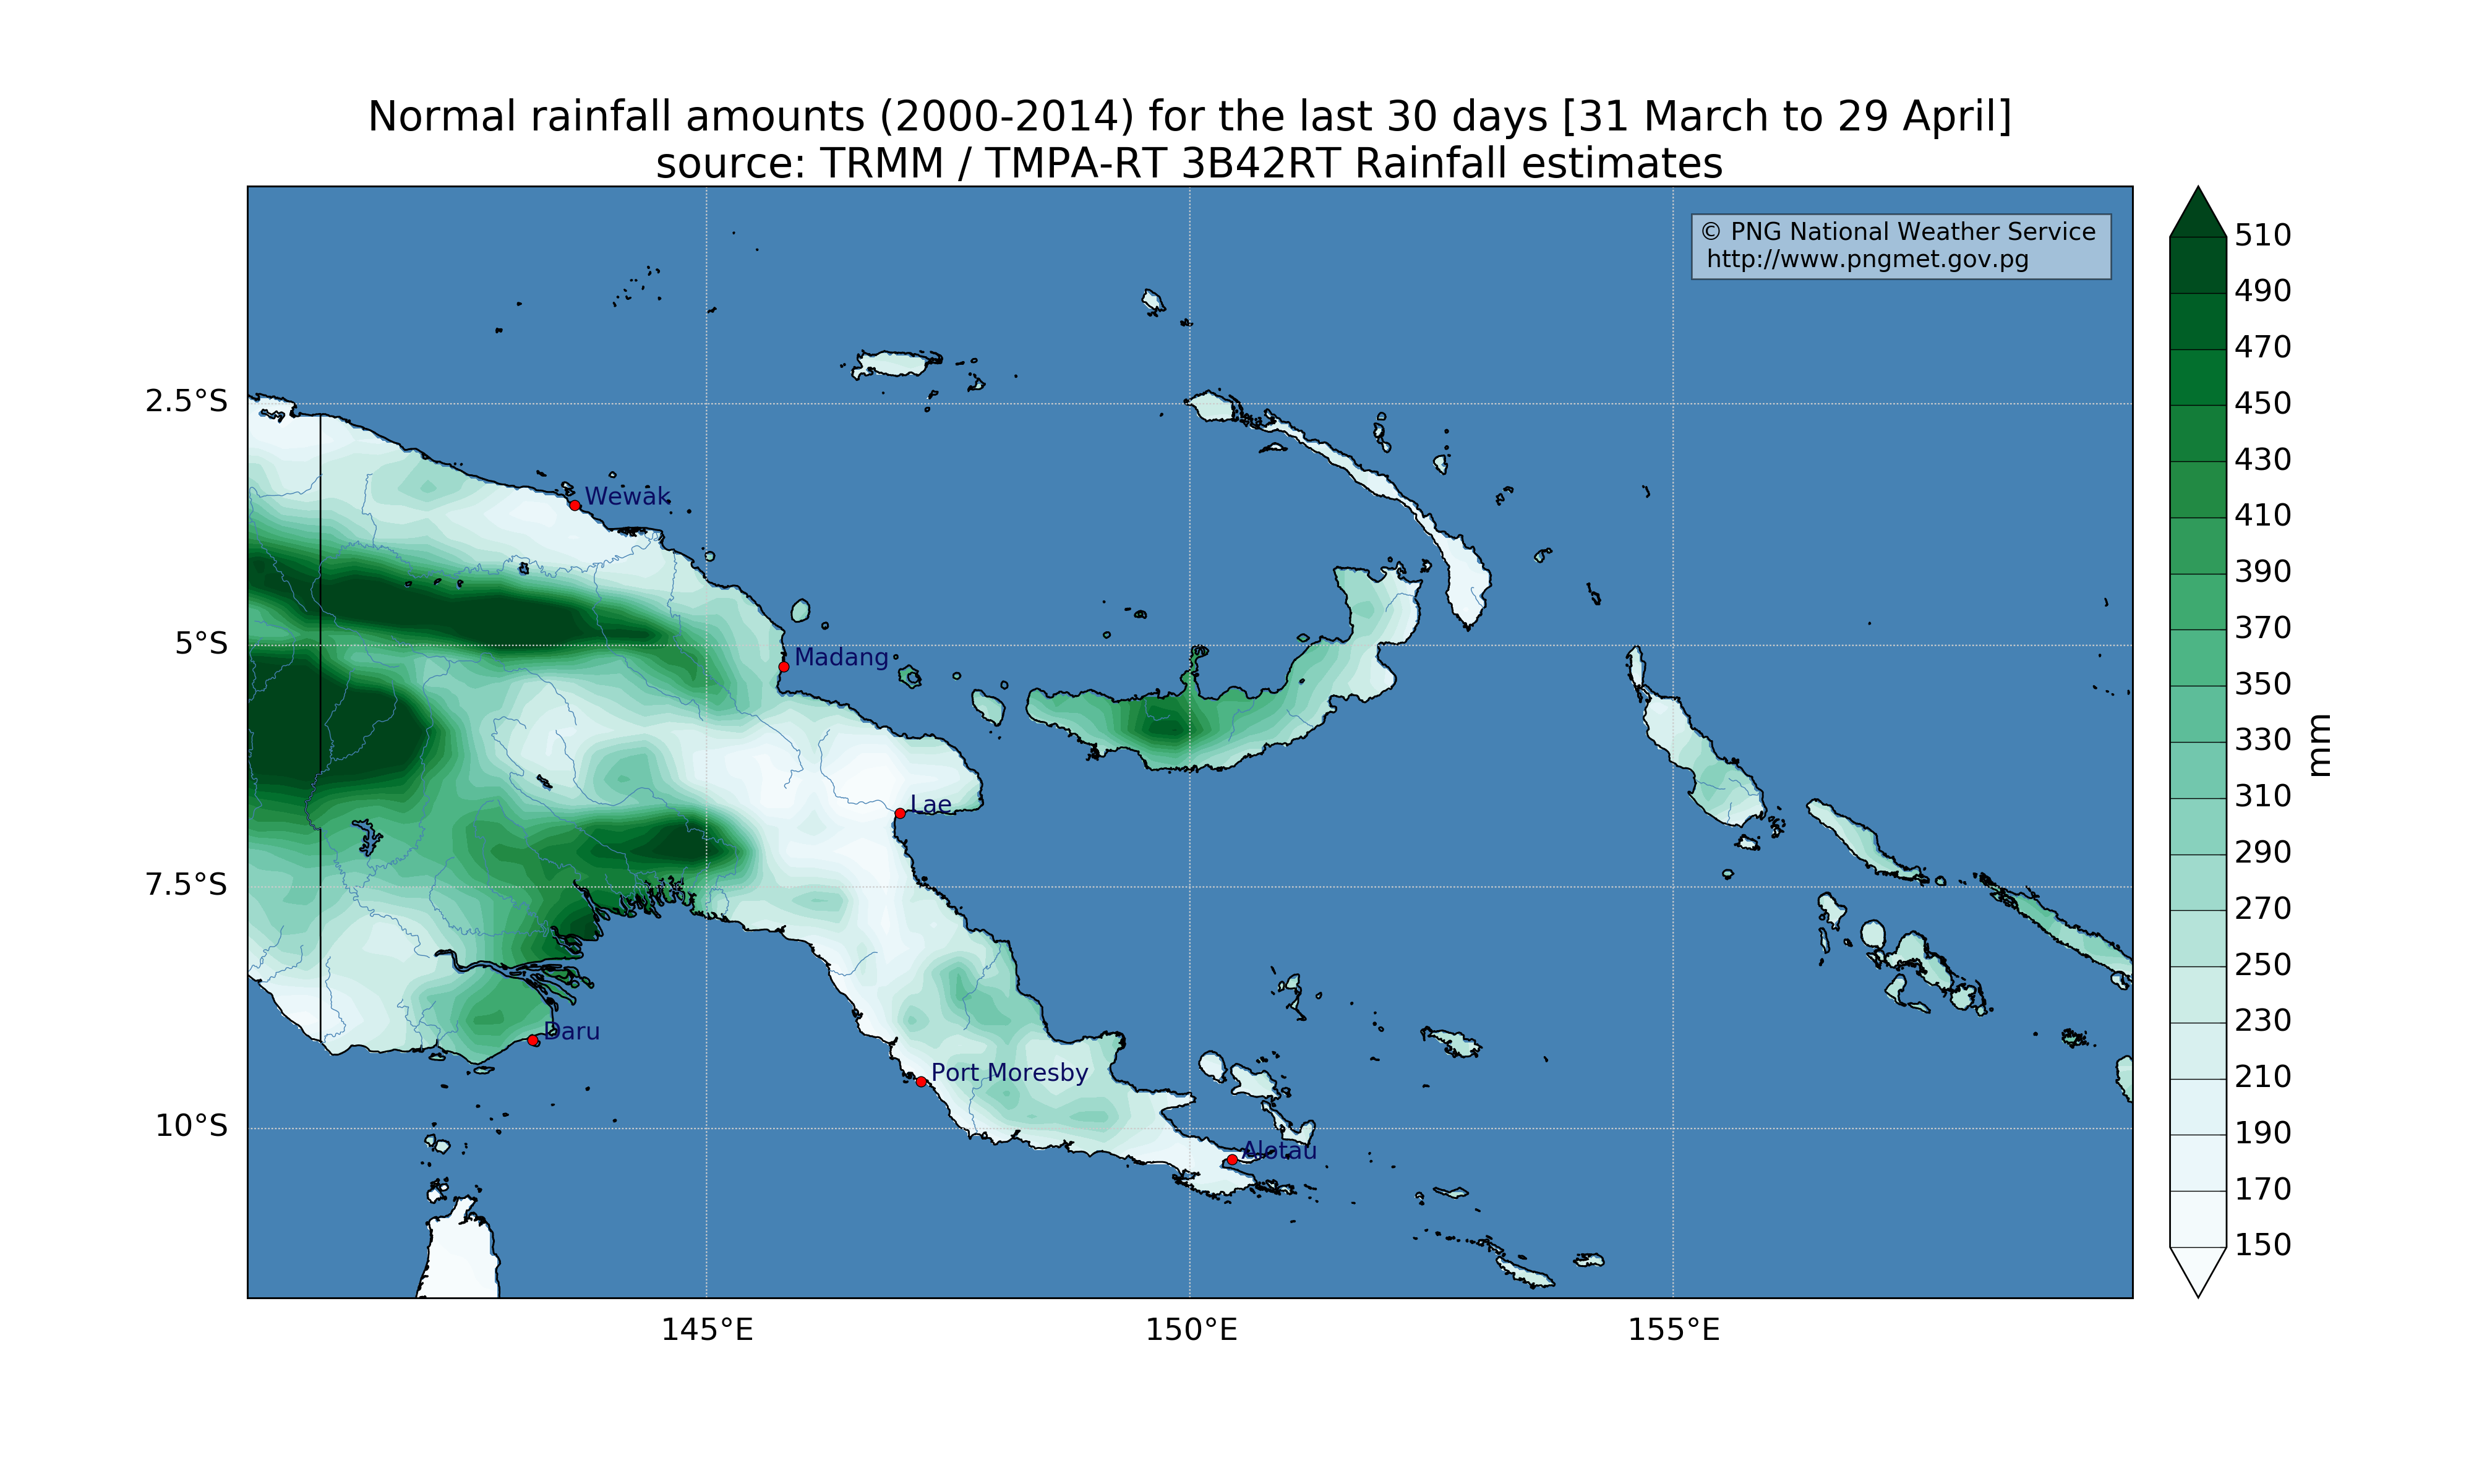 Normal rainfall amounts (2000-2014) for the last 30 days [31 March to 29 April]
source: TRMM / TMPA-RT 3B42RT Rainfall estimates
© PNG National Weather Service
http://www.pngmet.gov.pg
2.5°S
5°S
7.5°S
10°S
Wewak
Madang
Lae
Daru
Port Moresby
Alotau
145°E
150°E
155°E
510
490
470
450
430
410
390
370
350
330
310
290
270
250
230
210
190
170
150
mm